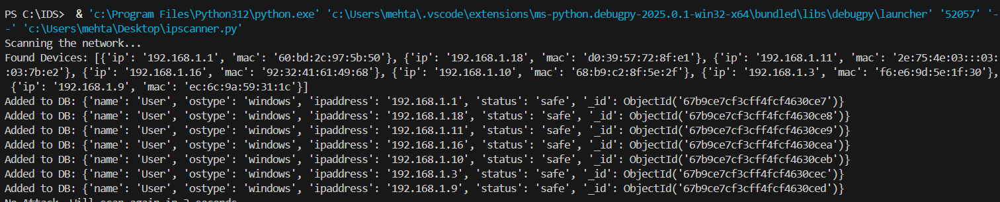 PS C:\IDS>  & 'c:\Program Files\Python312\python.exe' 'c:\Users\mehta\.vscode\extensions\ms-python.debugpy-2025.0.1-win32-x64\bundled\libs\debugpy\launcher' '52057' '-
-' 'c:\Users\mehta\Desktop\ipscanner.py'
Scanning the network...
Found Devices: [{'ip': '192.168.1.1', 'mac': '60:bd:2c:97:5b:50'}, {'ip': '192.168.1.18', 'mac': 'd0:39:57:72:8f:e1'}, {'ip': '192.168.1.11', 'mac': '2e:75:4e:03:::03:
:03:7b:e2'}, {'ip': '192.168.1.16', 'mac': '92:32:41:61:49:68'}, {'ip': '192.168.1.10', 'mac': '68:b9:c2:8f:5e:2f'}, {'ip': '192.168.1.3', 'mac': 'f6:e6:9d:5e:1f:30'},
 {'ip': '192.168.1.9', 'mac': 'ec:6c:9a:59:31:1c'}]
Added to DB: {'name': 'User', 'ostype': 'windows', 'ipaddress': '192.168.1.1', 'status': 'safe', '_id': ObjectId('67b9ce7cf3cff4fcf4630ce7')}
Added to DB: {'name': 'User', 'ostype': 'windows', 'ipaddress': '192.168.1.18', 'status': 'safe', '_id': ObjectId('67b9ce7cf3cff4fcf4630ce8')}
Added to DB: {'name': 'User', 'ostype': 'windows', 'ipaddress': '192.168.1.11', 'status': 'safe', '_id': ObjectId('67b9ce7cf3cff4fcf4630ce9')}
Added to DB: {'name': 'User', 'ostype': 'windows', 'ipaddress': '192.168.1.16', 'status': 'safe', '_id': ObjectId('67b9ce7cf3cff4fcf4630cea')}
Added to DB: {'name': 'User', 'ostype': 'windows', 'ipaddress': '192.168.1.10', 'status': 'safe', '_id': ObjectId('67b9ce7cf3cff4fcf4630ceb')}
Added to DB: {'name': 'User', 'ostype': 'windows', 'ipaddress': '192.168.1.3', 'status': 'safe', '_id': ObjectId('67b9ce7cf3cff4fcf4630cec')}
Added to DB: {'name': 'User', 'ostype': 'windows', 'ipaddress': '192.168.1.9', 'status': 'safe', '_id': ObjectId('67b9ce7cf3cff4fcf4630ced')}
No Attack. Will scan again in seconds